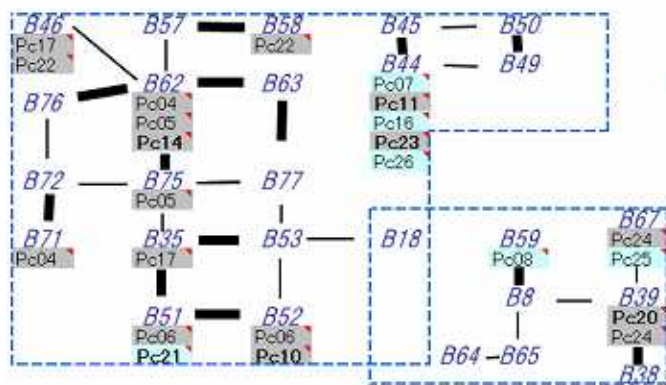 B46 B57 B58 B45 B50
Pc17 Pc22
Pc22
B62 B63 B44 B49
B76 Pc04 Pc07
Pc05 Pc11
Pc14 Pc16
Pc23
Pc26
B72 B75 B77
Pc05
B71 B35 B53 B18 B59 B67
Pc04 Pc17 Pc08 Pc24
Pc25
B8 B39
B51 B52 Pc20
Pc06 Pc06 Pc24
Pc21 Pc10 B64 B65
B38